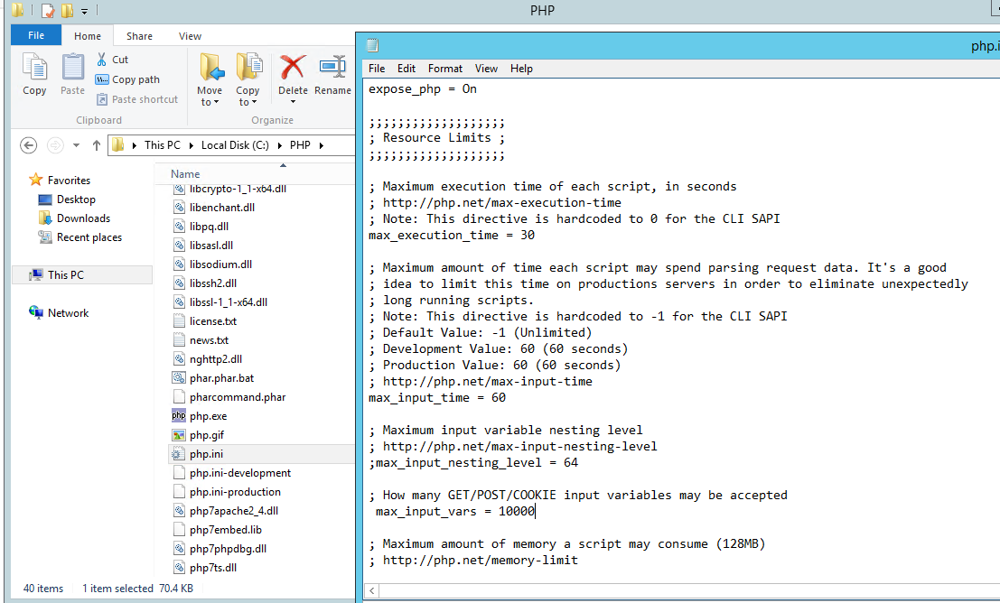 PHP
File
Home
Share
View
Copy
Paste
Cut
Copy path
Paste shortcut
Clipboard
Move to
Copy to
Delete
Rename
Organize
This PC
Local Disk (C:)
PHP
Favorites
Desktop
Downloads
Recent places
This PC
Network
Name
libcrypto-1_1-x64.dll
libenchant.dll
libpq.dll
libsasl.dll
libsodium.dll
libssh2.dll
libssl-1_1-x64.dll
license.txt
news.txt
nghttp2.dll
phar.phar.bat
pharcommand.phar
php.exe
php.gif
php.ini
php.ini-development
php.ini-production
php7apache2_4.dll
php7embed.lib
php7phpdbg.dll
php7ts.dll
40 items
1 item selected 70.4 KB
php.i
File Edit Format View Help
expose_php = On
;;;;;;;;;;;;;;;;;;;
; Resource Limits ;
;;;;;;;;;;;;;;;;;;;
; Maximum execution time of each script, in seconds
; http://php.net/max-execution-time
; Note: This directive is hardcoded to 0 for the CLI SAPI
max_execution_time = 30
; Maximum amount of time each script may spend parsing request data. It's a good
; idea to limit this time on productions servers in order to eliminate unexpectedly
; long running scripts.
; Note: This directive is hardcoded to -1 for the CLI SAPI
; Default Value: -1 (Unlimited)
; Development Value: 60 (60 seconds)
; Production Value: 60 (60 seconds)
; http://php.net/max-input-time
max_input_time = 60
; Maximum input variable nesting level
; http://php.net/max-input-nesting-level
;max_input_nesting_level = 64
; How many GET/POST/COOKIE input variables may be accepted
max_input_vars = 10000
; Maximum amount of memory a script may consume (128MB)
; http://php.net/memory-limit